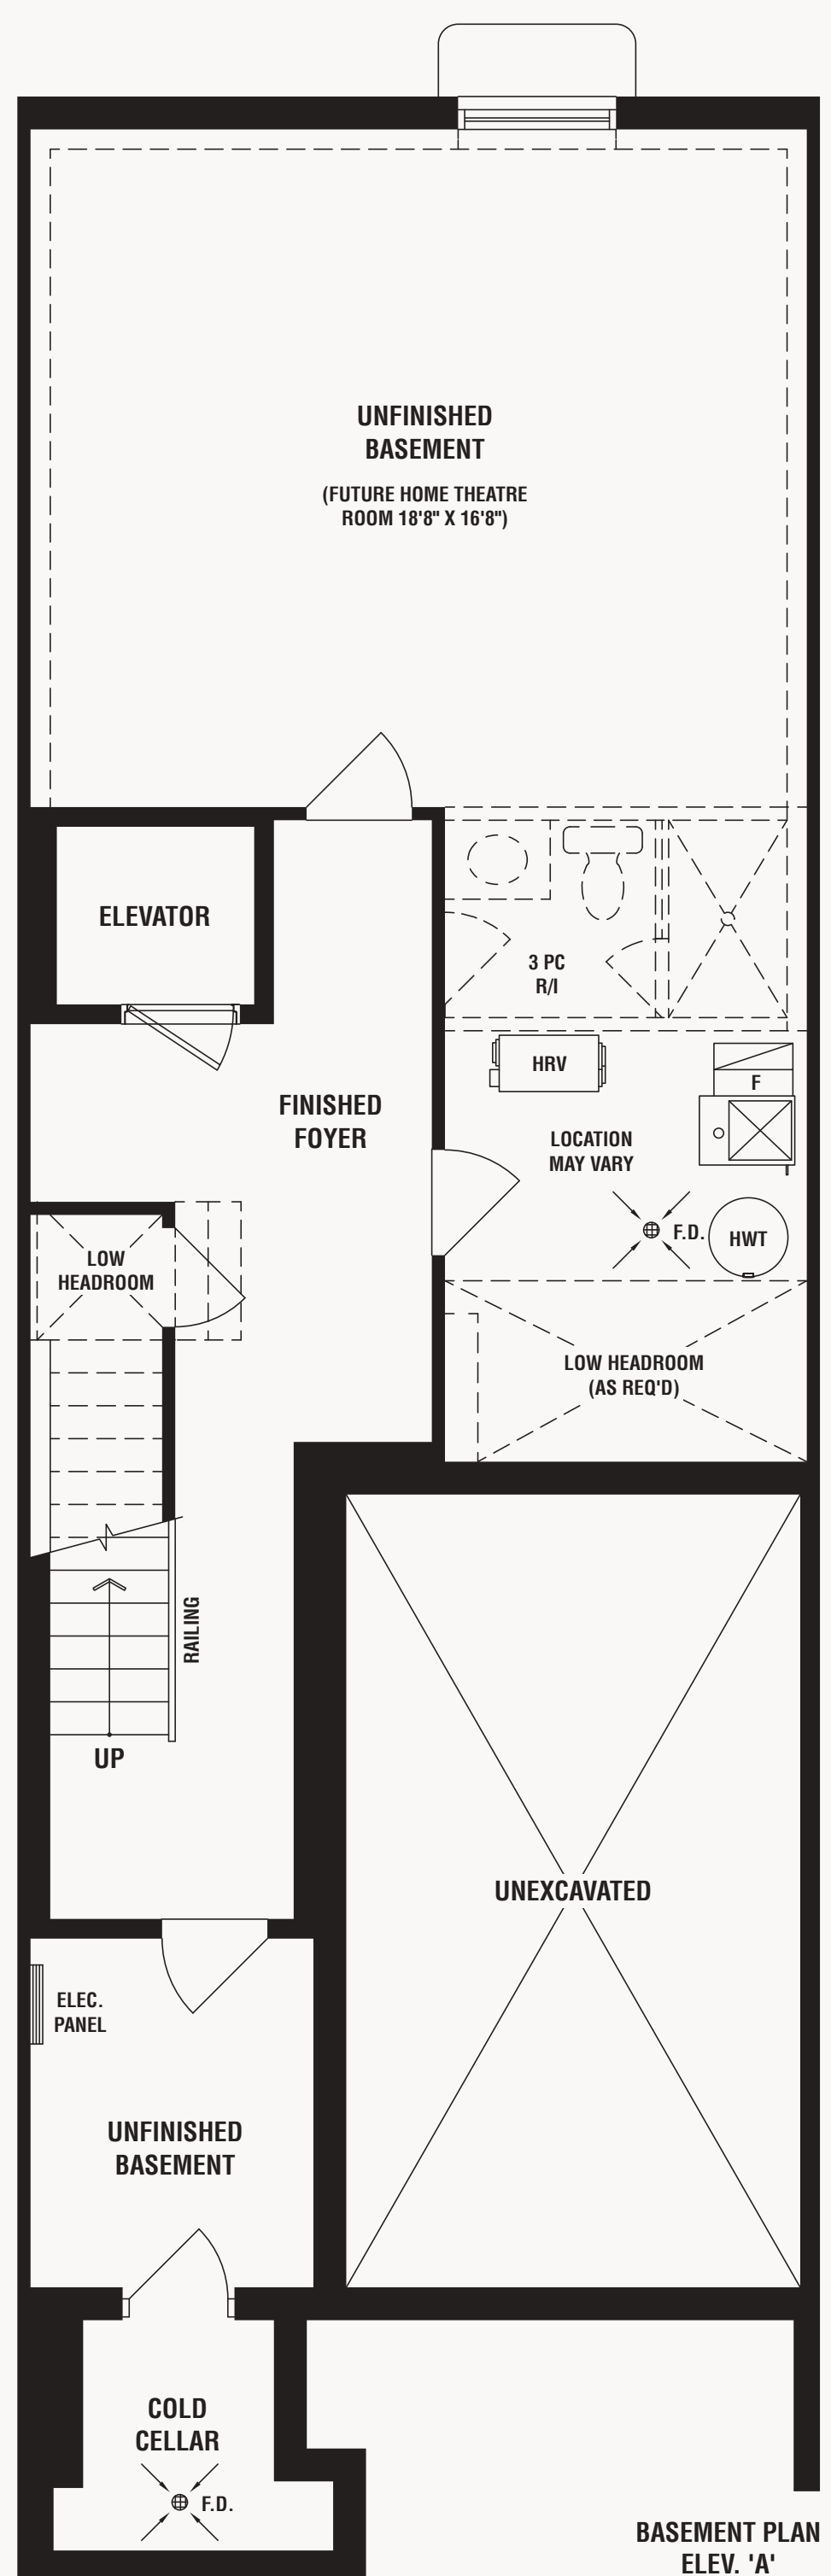 UNFINISHED
BASEMENT
(FUTURE HOME THEATRE
ROOM 18'8" X 16'8")
ELEVATOR
3 PC
R/I
HRV
F
FINISHED
FOYER
LOCATION
MAY VARY
F.D.
HWT
LOW
HEADROOM
LOW HEADROOM
(AS REQ'D)
RAILING
UP
UNEXCAVATED
ELEC.
PANEL
UNFINISHED
BASEMENT
COLD
CELLAR
F.D.
BASEMENT PLAN
ELEV. 'A'